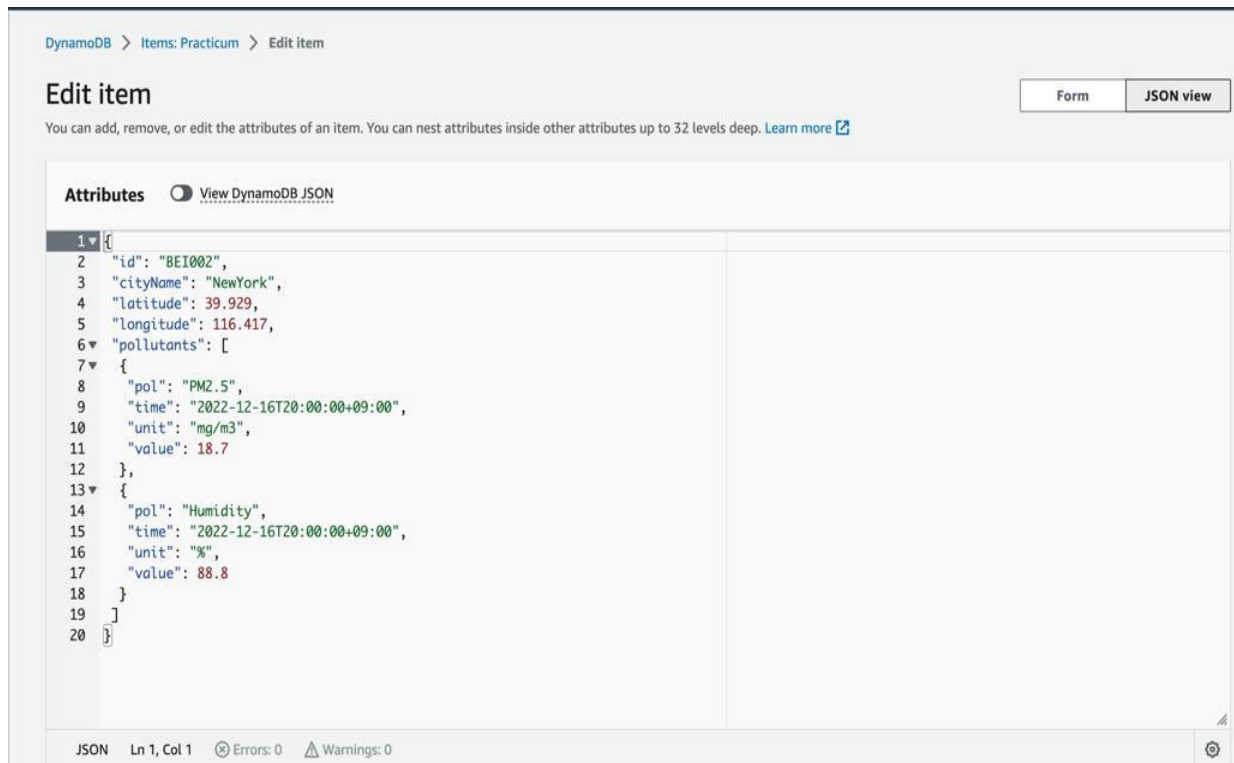 DynamoDB > Items: Practicum > Edit item
Edit item
Form JSON view
You can add, remove, or edit the attributes of an item. You can nest attributes inside other attributes up to 32 levels deep. Learn more
Attributes View DynamoDB JSON
1 {
2 "id": "BEI002",
3 "cityName": "NewYork",
4 "latitude": 39.929,
5 "longitude": 116.417,
6 "pollutants": [
7 {
8 "pol": "PM2.5",
9 "time": "2022-12-16T20:00:00+09:00",
10 "unit": "mg/m3",
11 "value": 18.7
12 },
13 {
14 "pol": "Humidity",
15 "time": "2022-12-16T20:00:00+09:00",
16 "unit": "%",
17 "value": 88.8
18 }
19 ]
20 }
JSON Ln 1, Col 1 Errors: 0 Warnings: 0